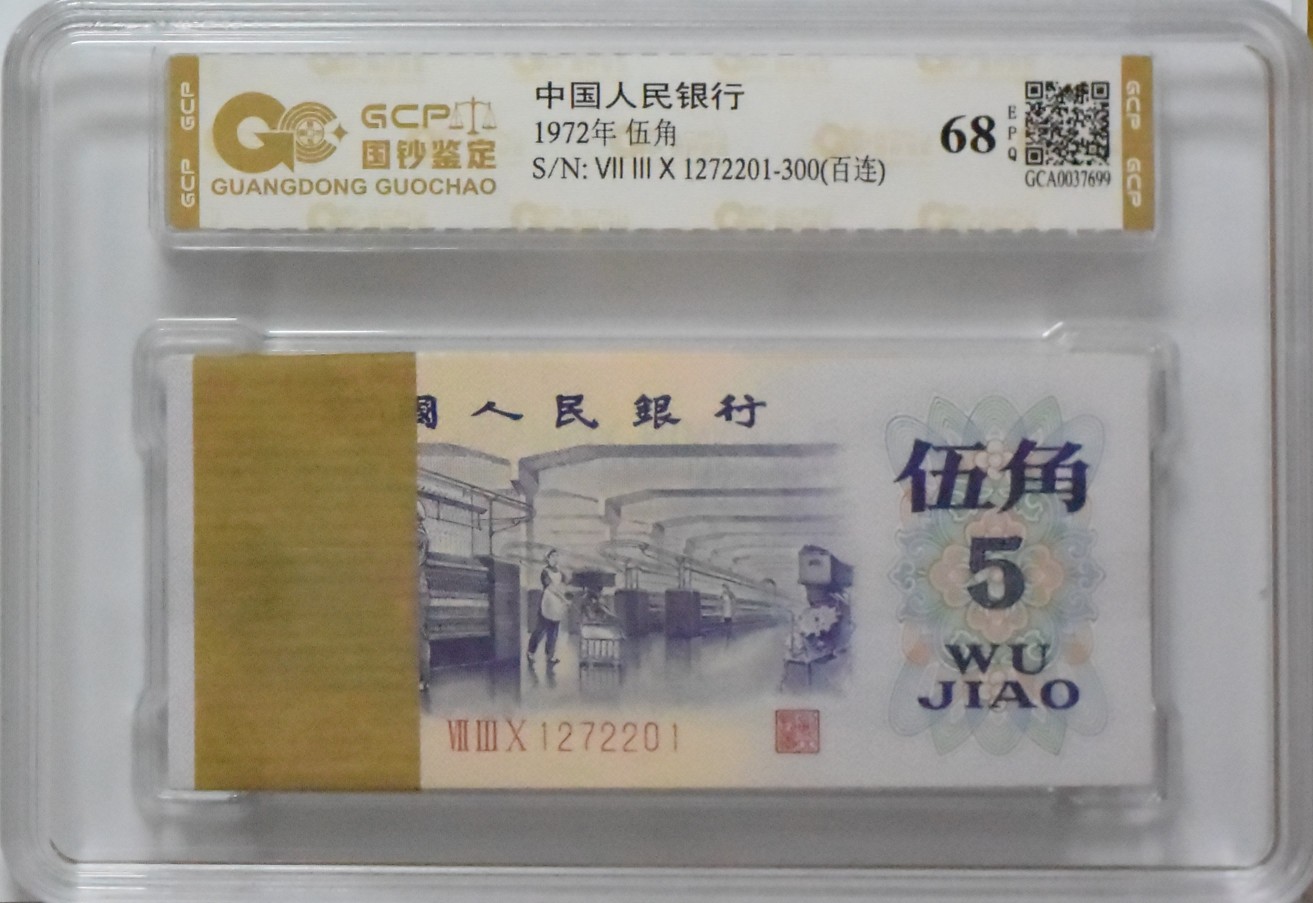 GCP
GCP
GCP
国钞鉴定
GUANGDONG GUOCHAO
中国人民银行
1972年 伍角
S/N: VII III X 1272201-300(百连)
68
EPQ
GCA0037699
GCP
GCP
國人民銀行
伍角
5
WU
JIAO
VII III X 1272201